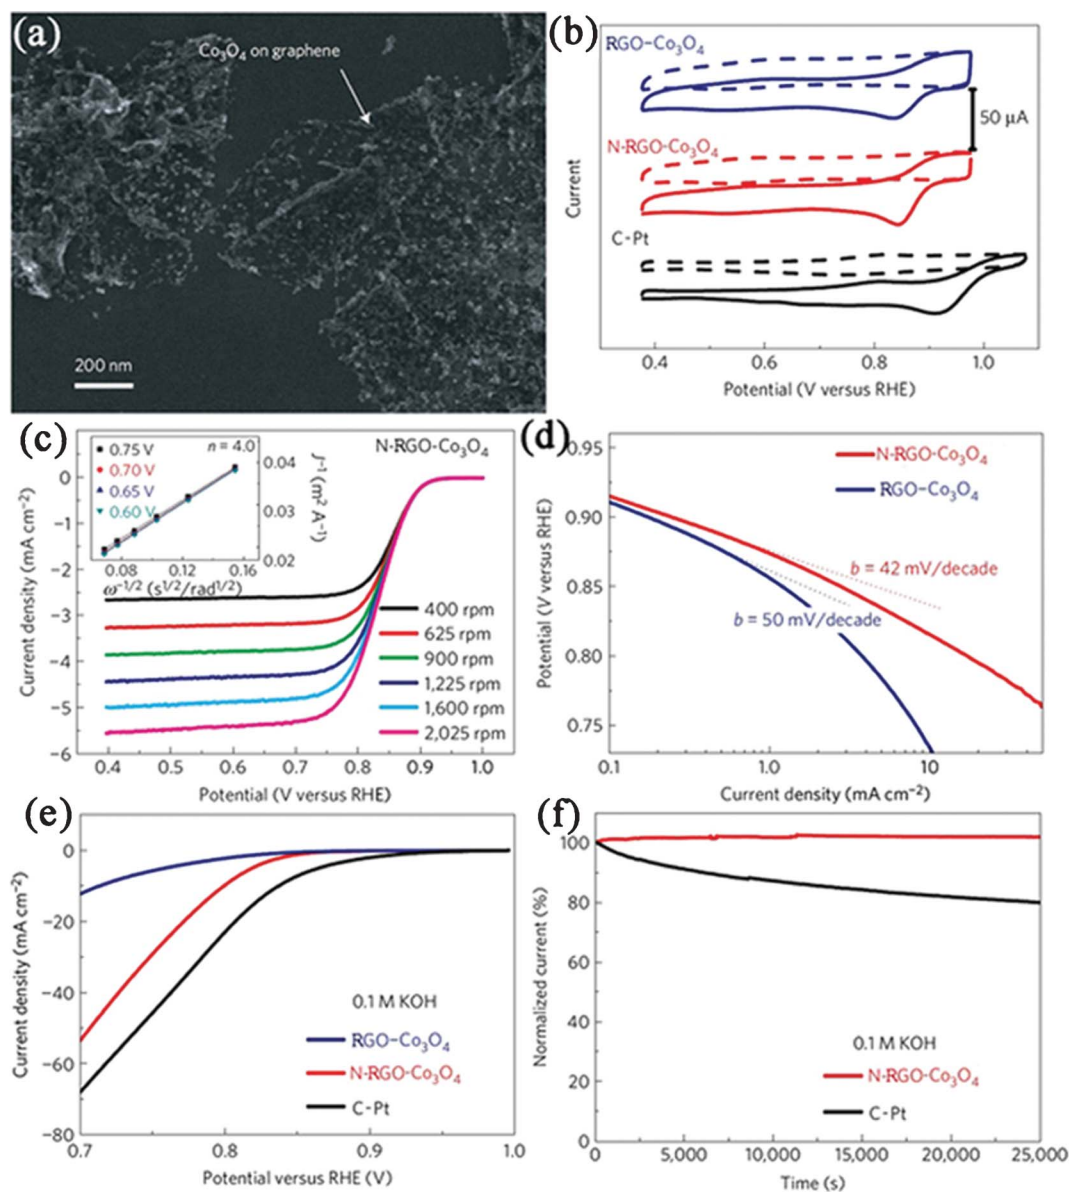 (a)
Co₃O₄ on graphene
200 nm
(b)
RGO–Co₃O₄
50 μA
N-RGO-Co₃O₄
C-Pt
Current
0.4 0.6 0.8 1.0
Potential (V versus RHE)
(c)
0.75 V
0.70 V
0.65 V
0.60 V
n = 4.0
0.04
0.03
0.02
J⁻¹ (m² A⁻¹)
0.08 0.12 0.16
ω⁻¹/² (s¹/²/rad¹/²)
N-RGO-Co₃O₄
0
−1
−2
−3
−4
−5
−6
Current density (mA cm⁻²)
400 rpm
625 rpm
900 rpm
1,225 rpm
1,600 rpm
2,025 rpm
0.4 0.5 0.6 0.7 0.8 0.9 1.0
Potential (V versus RHE)
(d)
0.95
0.90
0.85
0.80
0.75
Potential (V versus RHE)
N-RGO-Co₃O₄
RGO-Co₃O₄
b = 42 mV/decade
b = 50 mV/decade
0.1 1.0 10
Current density (mA cm⁻²)
(e)
0
−20
−40
−60
−80
Current density (mA cm⁻²)
0.1 M KOH
RGO–Co₃O₄
N-RGO-Co₃O₄
C-Pt
0.7 0.8 0.9 1.0
Potential versus RHE (V)
(f)
100
80
60
40
20
0
Normalized current (%)
0.1 M KOH
N-RGO-Co₃O₄
C-Pt
0 5,000 10,000 15,000 20,000 25,000
Time (s)